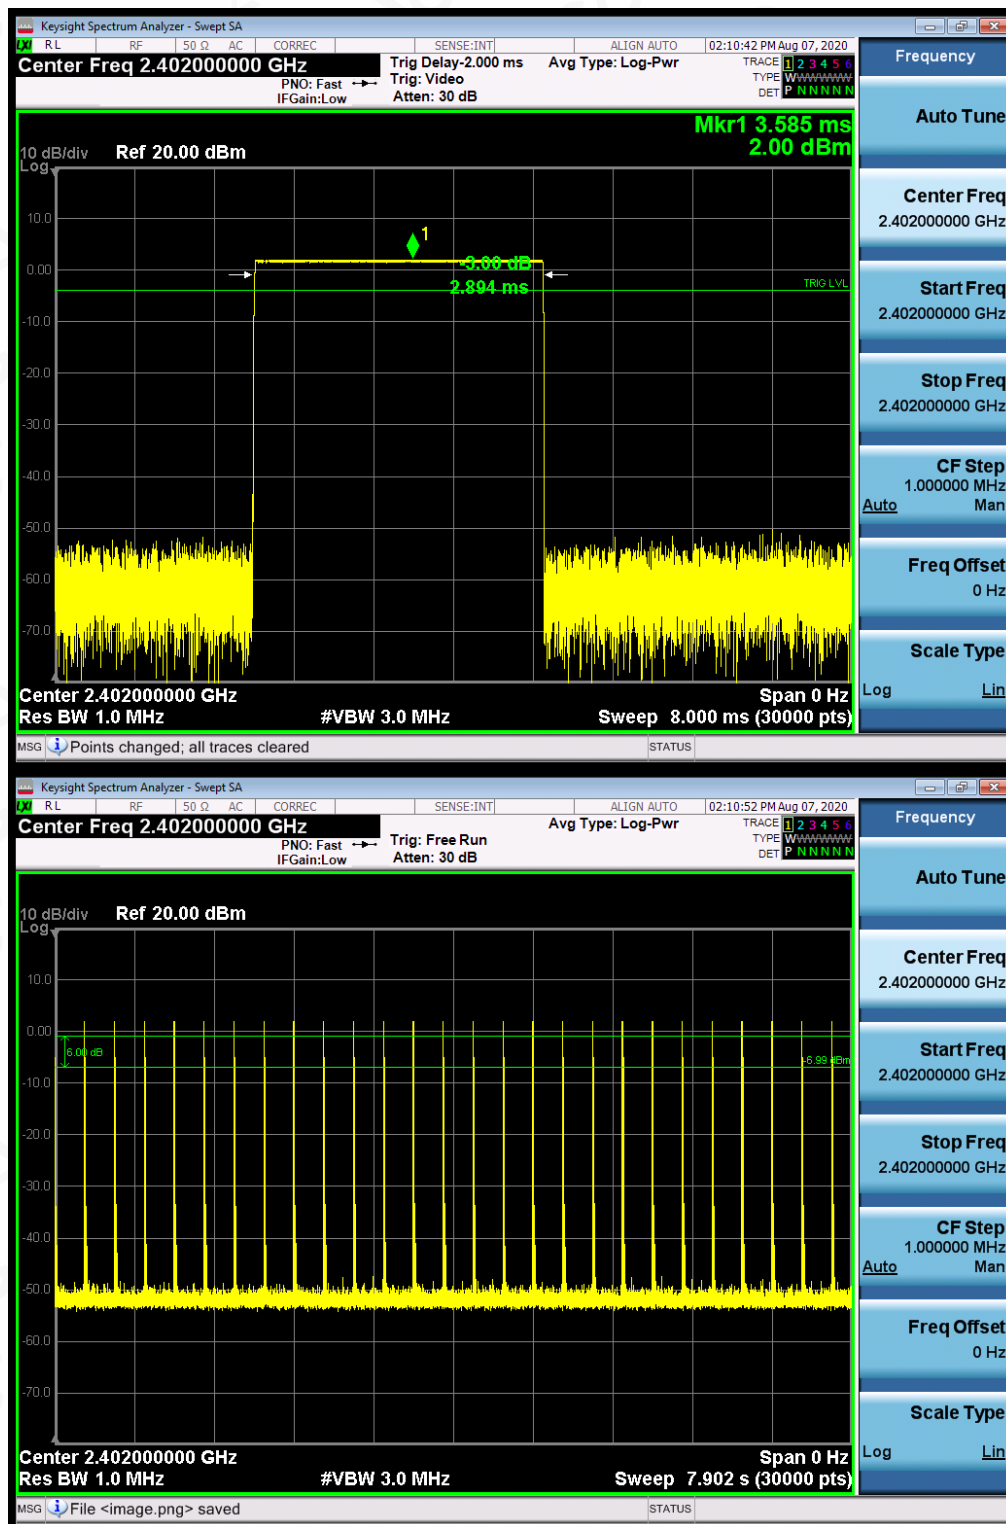 Keysight Spectrum Analyzer - Swept SA
LXI RL RF 50 Ω AC CORREC SENSE:INT ALIGN AUTO 02:10:42 PM Aug 07, 2020
Center Freq 2.402000000 GHz
PNO: Fast
IFGain:Low
Trig Delay-2.000 ms
Trig: Video
Atten: 30 dB
Avg Type: Log-Pwr
TRACE 1 2 3 4 5 6
TYPE WWWWWW
DET P N N N N N
Mkr1 3.585 ms
2.00 dBm
10 dB/div Ref 20.00 dBm
Log
10.0
1
0.00
-3.00 dB
2.894 ms
TRIG LVL
-10.0
-20.0
-30.0
-40.0
-50.0
-60.0
-70.0
Center 2.402000000 GHz Span 0 Hz
Res BW 1.0 MHz #VBW 3.0 MHz Sweep 8.000 ms (30000 pts)
MSG Points changed; all traces cleared STATUS
Frequency
Auto Tune
Center Freq
2.402000000 GHz
Start Freq
2.402000000 GHz
Stop Freq
2.402000000 GHz
CF Step
1.000000 MHz
Auto Man
Freq Offset
0 Hz
Scale Type
Log Lin
Keysight Spectrum Analyzer - Swept SA
LXI RL RF 50 Ω AC CORREC SENSE:INT ALIGN AUTO 02:10:52 PM Aug 07, 2020
Center Freq 2.402000000 GHz
PNO: Fast
IFGain:Low
Trig: Free Run
Atten: 30 dB
Avg Type: Log-Pwr
TRACE 1 2 3 4 5 6
TYPE WWWWWW
DET P N N N N N
10 dB/div Ref 20.00 dBm
Log
10.0
0.00
6.00 dB
-6.99 dBm
-10.0
-20.0
-30.0
-40.0
-50.0
-60.0
-70.0
Center 2.402000000 GHz Span 0 Hz
Res BW 1.0 MHz #VBW 3.0 MHz Sweep 7.902 s (30000 pts)
MSG File <image.png> saved STATUS
Frequency
Auto Tune
Center Freq
2.402000000 GHz
Start Freq
2.402000000 GHz
Stop Freq
2.402000000 GHz
CF Step
1.000000 MHz
Auto Man
Freq Offset
0 Hz
Scale Type
Log Lin